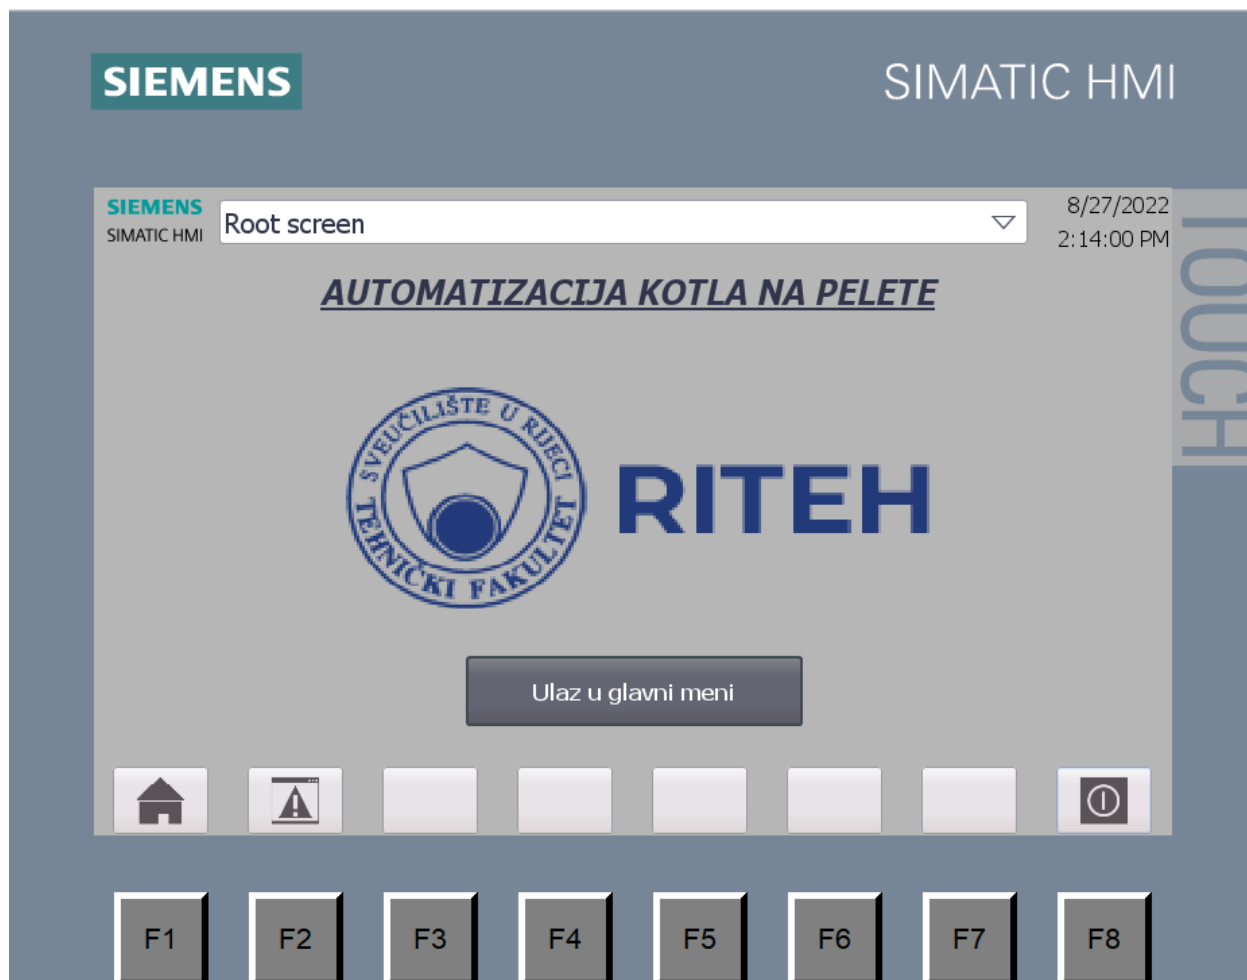 SIEMENS
SIMATIC HMI
SIEMENS
SIMATIC HMI
Root screen
8/27/2022
2:14:00 PM
TOUCH
AUTOMATIZACIJA KOTLA NA PELETE
SVEUČILIŠTE U RIJECI
TEHNIČKI FAKULTET
RITEH
Ulaz u glavni meni
F1
F2
F3
F4
F5
F6
F7
F8